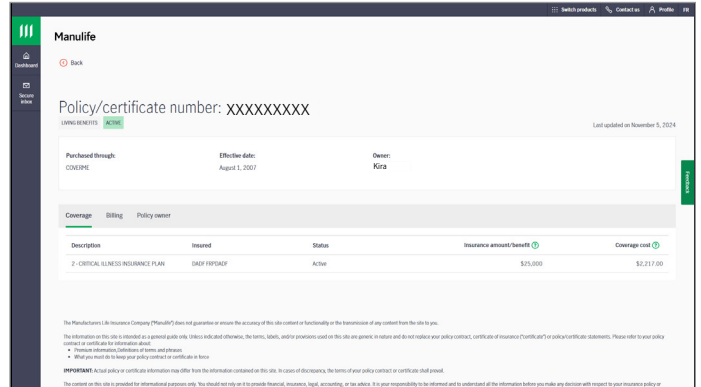 Switch products Contact us Profile FR
Manulife
Dashboard
Back
Secure
inbox
Policy/certificate number: XXXXXXXXX
LIVING BENEFITS ACTIVE
Last updated on November 5, 2024
Purchased through: Effective date: Owner:
COVERME August 1, 2007 Kira
Feedback
Coverage Billing Policy owner
Description Insured Status Insurance amount/benefit ? Coverage cost ?
2 - CRITICAL ILLNESS INSURANCE PLAN DADF FRPDADF Active $25,000 $2,217.00
The Manufacturers Life Insurance Company ("Manulife") does not guarantee or ensure the accuracy of this site content or functionality or the transmission of any content from the site to you.
The information on this site is intended as a general guide only. Unless indicated otherwise, the terms, labels, and/or provisions used on this site are generic in nature and do not replace your policy contract, certificate of insurance ("certificate") or policy/certificate statements. Please refer to your policy
contract or certificate for information about:
• Premium information,Definitions of terms and phrases
• What you must do to keep your policy contract or certificate in force
IMPORTANT: Actual policy or certificate information may differ from the information contained on this site. In cases of discrepancy, the terms of your policy contract or certificate shall prevail.
The content on this site is provided for informational purposes only. You should not rely on it to provide financial, insurance, legal, accounting, or tax advice. It is your responsibility to be informed and to understand all the information before you make any decision with respect to your insurance policy or